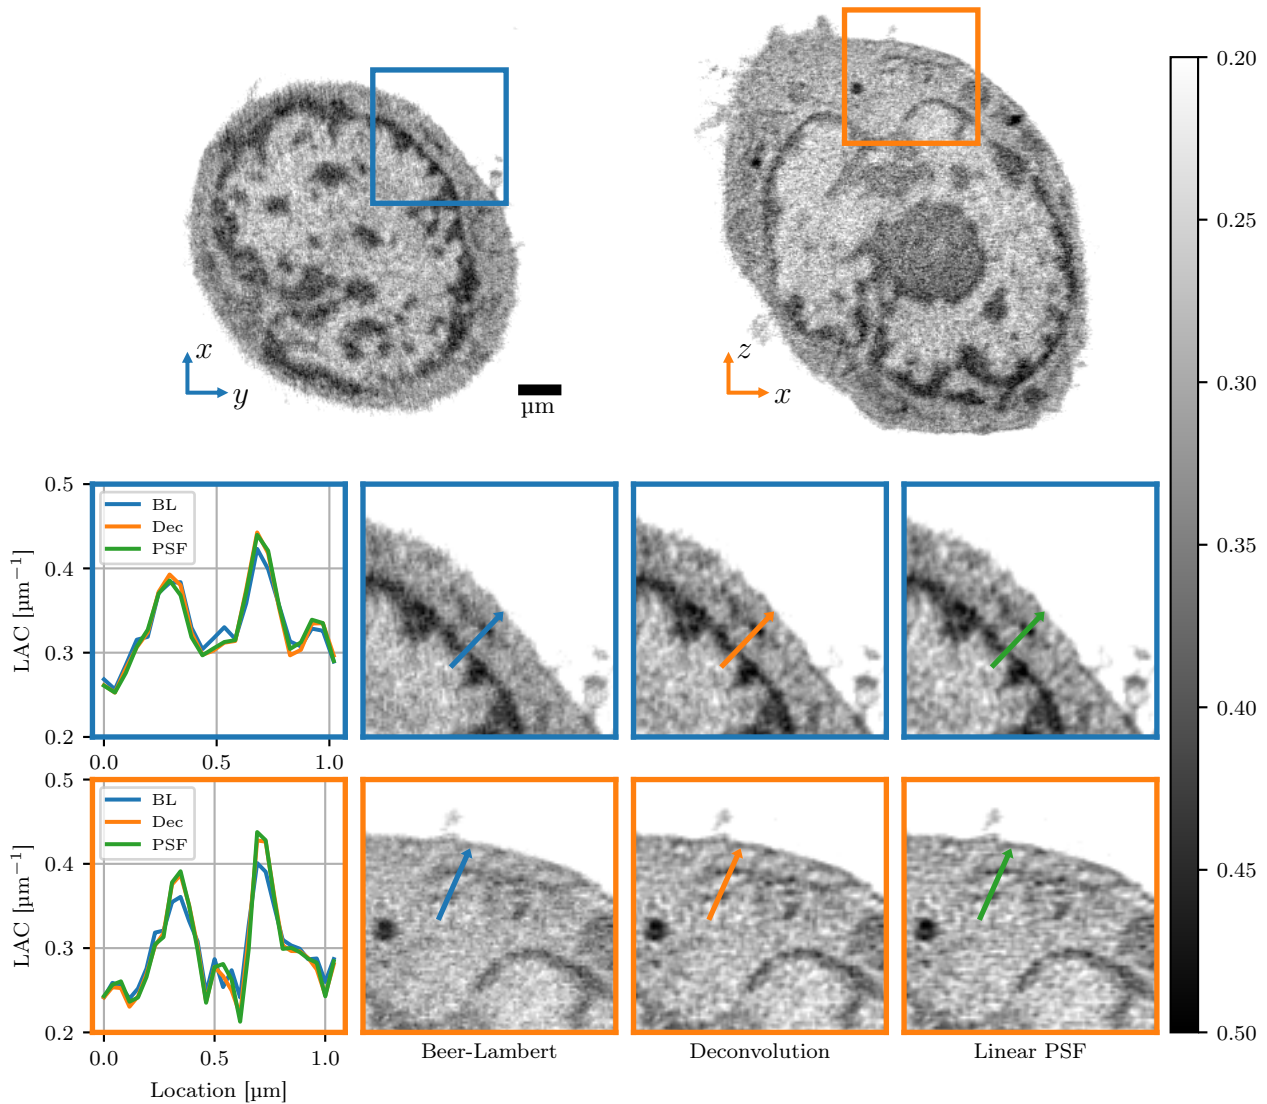 x
y
µm
z
x
0.20
0.25
0.30
0.35
0.40
0.45
0.50
LAC [µm⁻¹]
0.5
0.4
0.3
0.2
BL
Dec
PSF
0.0
0.5
1.0
LAC [µm⁻¹]
0.5
0.4
0.3
0.2
BL
Dec
PSF
0.0
0.5
1.0
Location [µm]
Beer-Lambert
Deconvolution
Linear PSF